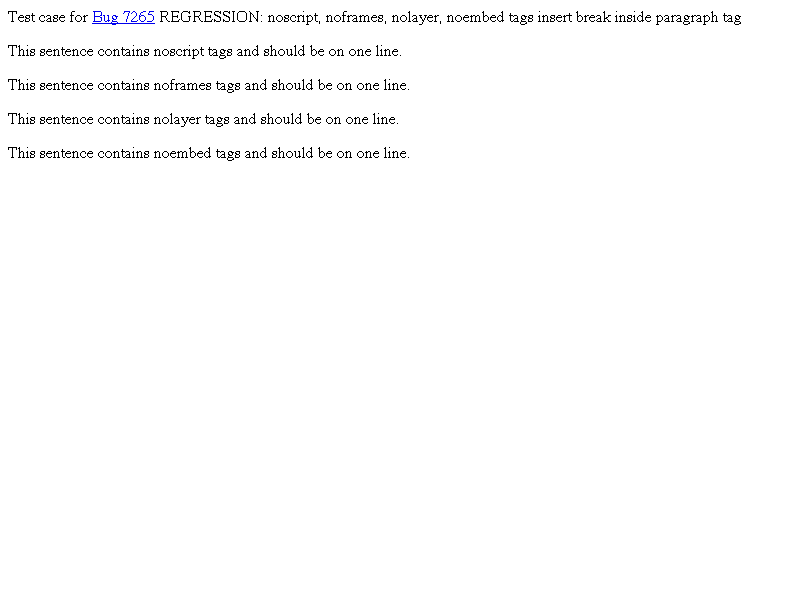 Test case for Bug 7265 REGRESSION: noscript, noframes, nolayer, noembed tags insert break inside paragraph tag
This sentence contains noscript tags and should be on one line.
This sentence contains noframes tags and should be on one line.
This sentence contains nolayer tags and should be on one line.
This sentence contains noembed tags and should be on one line.